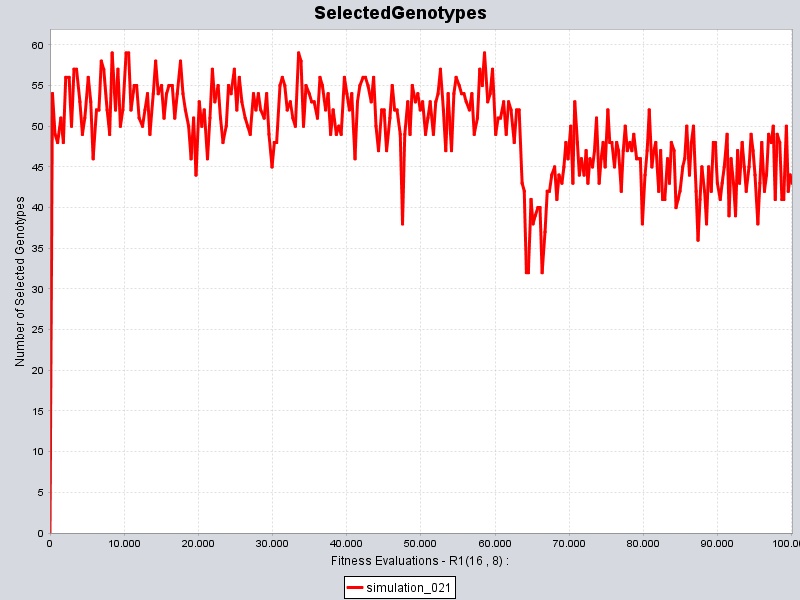 SelectedGenotypes
Number of Selected Genotypes
60
55
50
45
40
35
30
25
20
15
10
5
0
0 10.000 20.000 30.000 40.000 50.000 60.000 70.000 80.000 90.000 100.00
Fitness Evaluations - R1(16 , 8) :
simulation_021